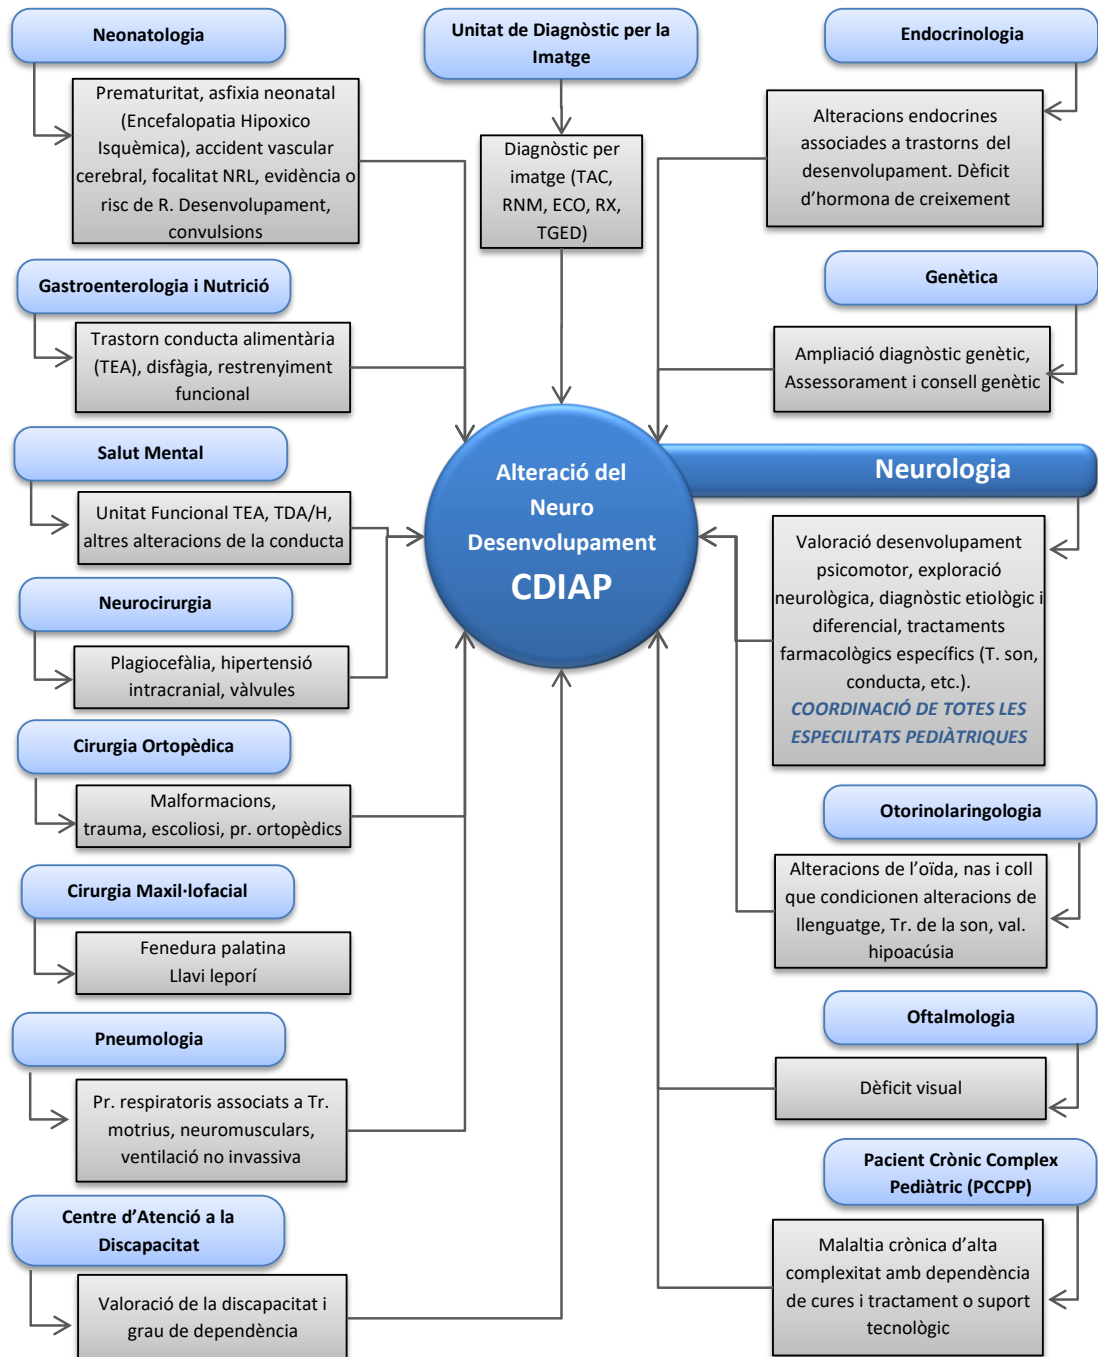 Neonatologia
Prematuritat, asfixia neonatal
(Encefalopatia Hipoxico
Isquèmica), accident vascular
cerebral, focalitat NRL, evidència o
risc de R. Desenvolupament,
convulsions
Gastroenterologia i Nutrició
Trastorn conducta alimentària
(TEA), disfàgia, restrenyiment
funcional
Salut Mental
Unitat Funcional TEA, TDA/H,
altres alteracions de la conducta
Neurocirurgia
Plagiocefàlia, hipertensió
intracranial, vàlvules
Cirurgia Ortopèdica
Malformacions,
trauma, escoliosi, pr. ortopèdics
Cirurgia Maxil·lofacial
Fenedura palatina
Llavi leporí
Pneumologia
Pr. respiratoris associats a Tr.
motrius, neuromusculars,
ventilació no invassiva
Centre d’Atenció a la
Discapacitat
Valoració de la discapacitat i
grau de dependència
Unitat de Diagnòstic per la
Imatge
Diagnòstic per
imatge (TAC,
RNM, ECO, RX,
TGED)
Alteració del
Neuro
Desenvolupament
CDIAP
Endocrinologia
Alteracions endocrines
associades a trastorns del
desenvolupament. Dèficit
d’hormona de creixement
Genètica
Ampliació diagnòstic genètic,
Assessorament i consell genètic
Neurologia
Valoració desenvolupament
psicomotor, exploració
neurològica, diagnòstic etiològic i
diferencial, tractaments
farmacològics específics (T. son,
conducta, etc.).
COORDINACIÓ DE TOTES LES
ESPECILITATS PEDIÀTRIQUES
Otorinolaringologia
Alteracions de l’oïda, nas i coll
que condicionen alteracions de
llenguatge, Tr. de la son, val.
hipoacúsia
Oftalmologia
Dèficit visual
Pacient Crònic Complex
Pediàtric (PCCPP)
Malaltia crònica d’alta
complexitat amb dependència
de cures i tractament o suport
tecnològic